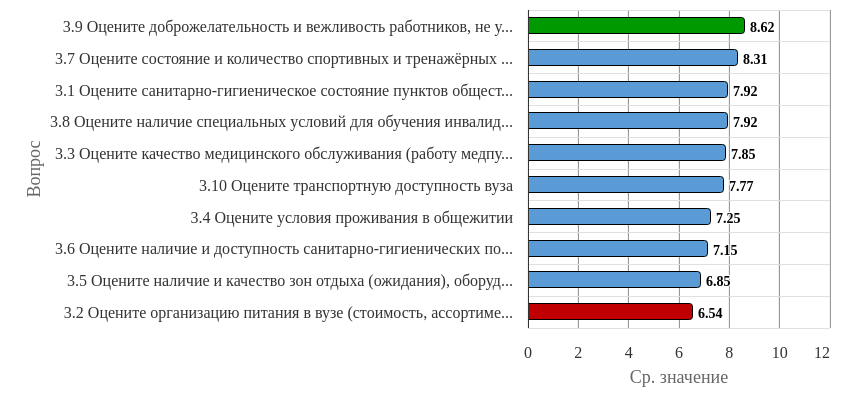 3.9 Оцените доброжелательность и вежливость работников, не у... 8.62
3.7 Оцените состояние и количество спортивных и тренажёрных ... 8.31
3.1 Оцените санитарно-гигиеническое состояние пунктов общест... 7.92
3.8 Оцените наличие специальных условий для обучения инвалид... 7.92
3.3 Оцените качество медицинского обслуживания (работу медпу... 7.85
3.10 Оцените транспортную доступность вуза 7.77
3.4 Оцените условия проживания в общежитии 7.25
3.6 Оцените наличие и доступность санитарно-гигиенических по... 7.15
3.5 Оцените наличие и качество зон отдыха (ожидания), оборуд... 6.85
3.2 Оцените организацию питания в вузе (стоимость, ассортиме... 6.54
Вопрос
0 2 4 6 8 10 12
Ср. значение